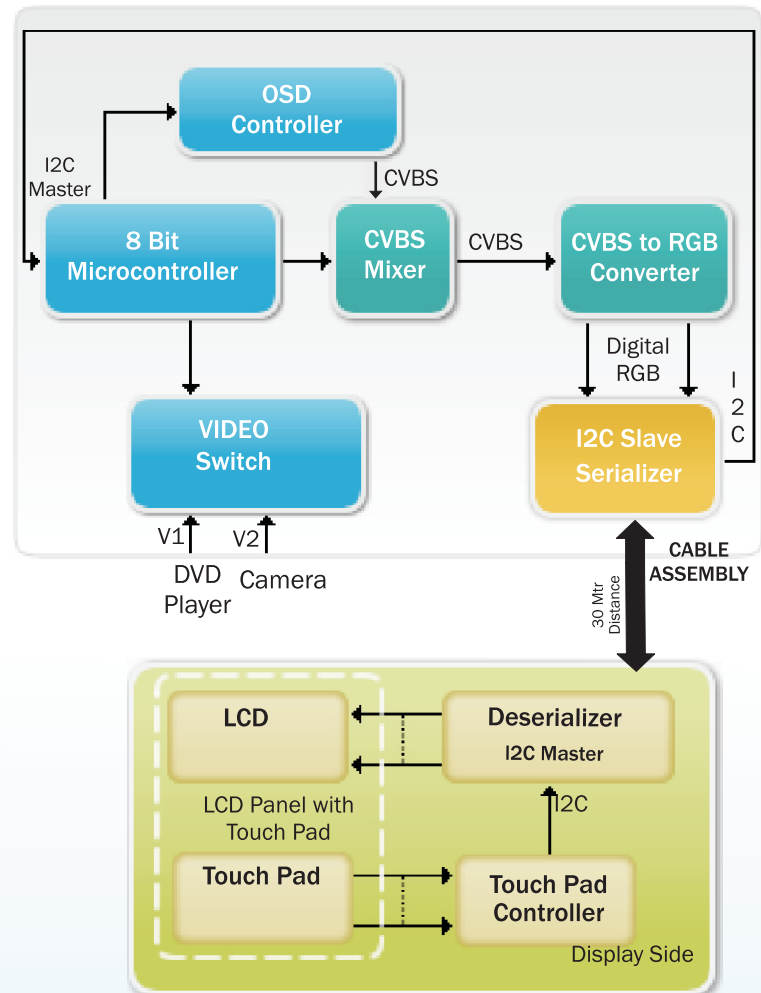 OSD
Controller
I2C
Master
CVBS
8 Bit
Microcontroller
CVBS
Mixer
CVBS
CVBS to RGB
Converter
Digital
RGB
I
2
C
VIDEO
Switch
I2C Slave
Serializer
V1
V2
DVD
Player
Camera
CABLE
ASSEMBLY
30 Mtr
Distance
LCD
Deserializer
I2C Master
LCD Panel with
Touch Pad
I2C
Touch Pad
Touch Pad
Controller
Display Side